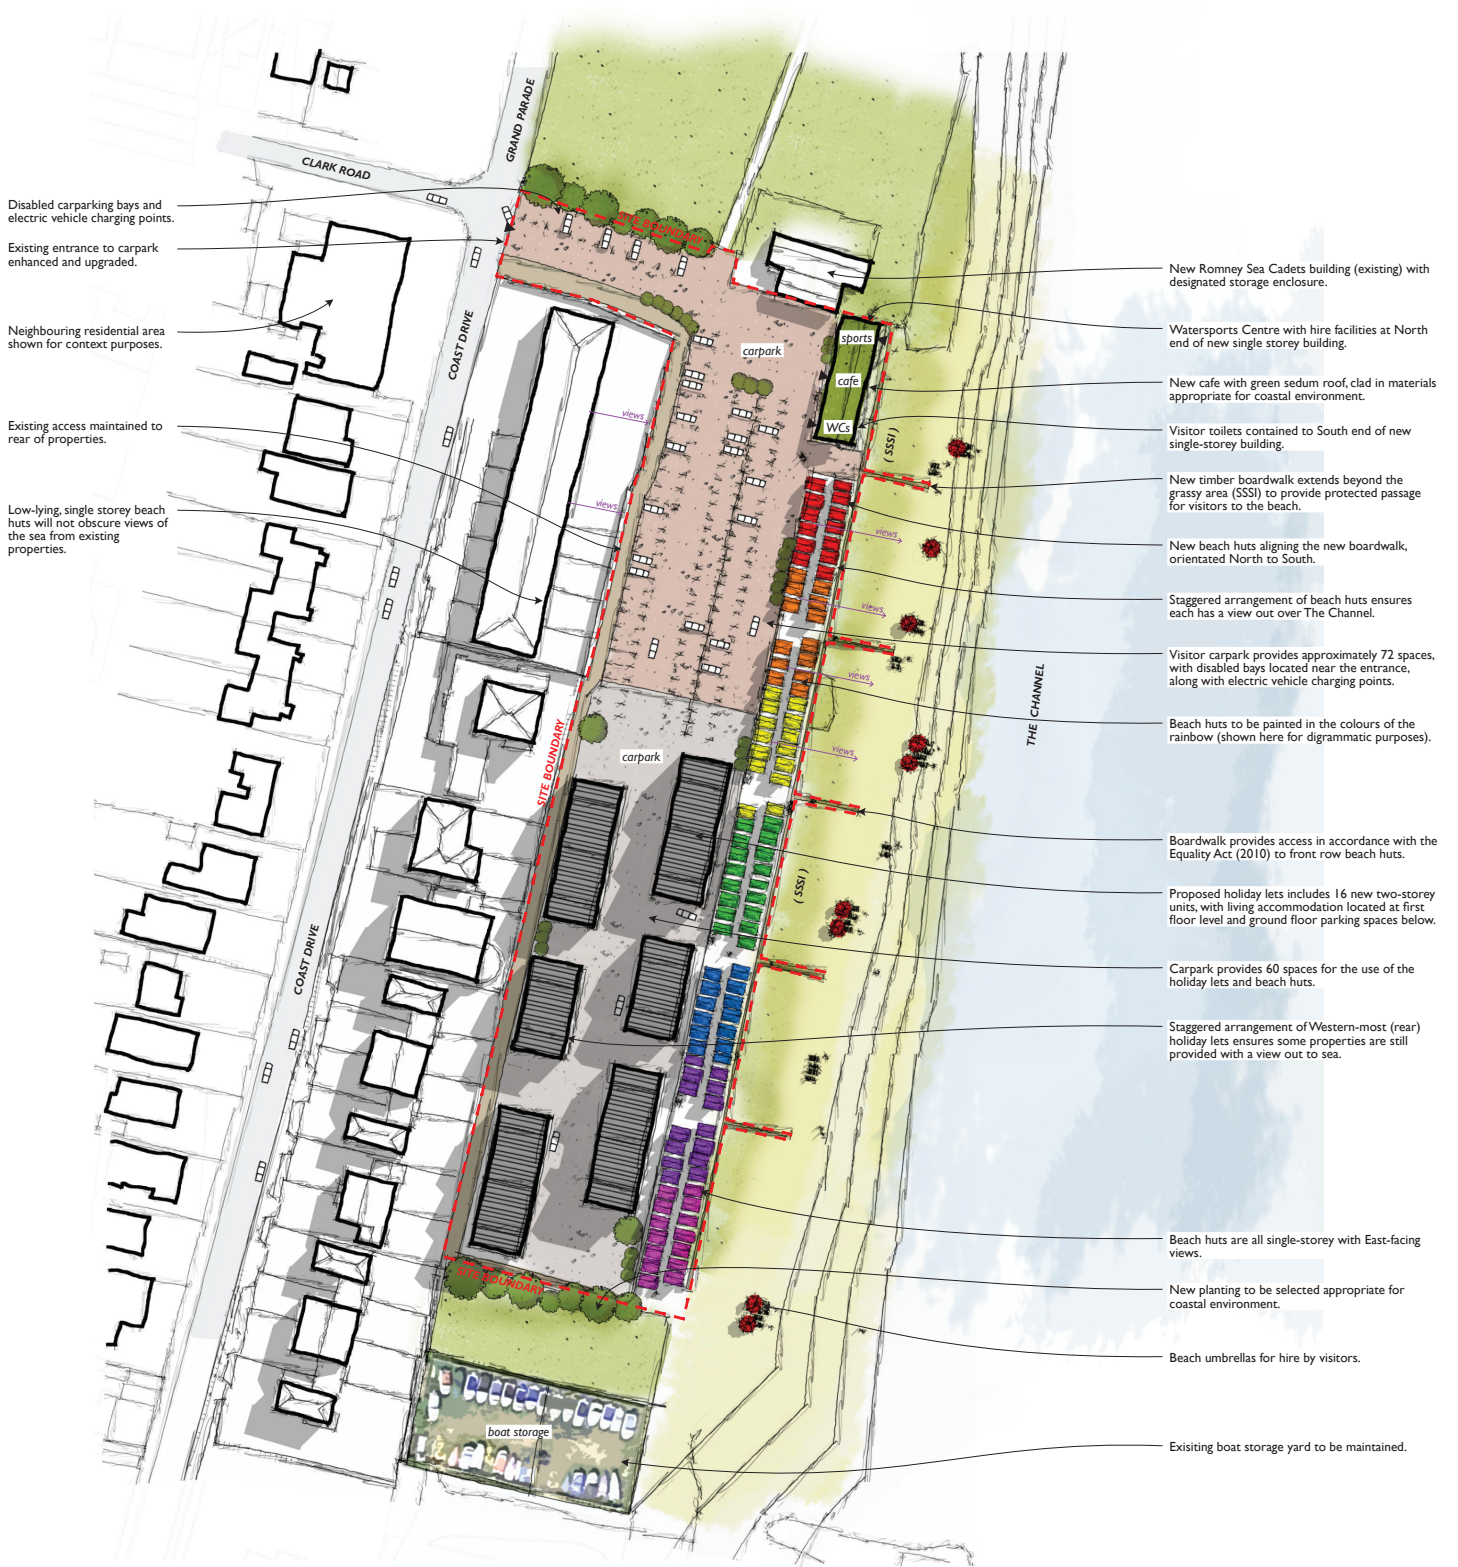 GRAND PARADE
CLARK ROAD
Disabled carparking bays and
electric vehicle charging points.
Existing entrance to carpark
enhanced and upgraded.
Neighbouring residential area
shown for context purposes.
Existing access maintained to
rear of properties.
Low-lying, single storey beach
huts will not obscure views of
the sea from existing
properties.
COAST DRIVE
COAST DRIVE
SITE BOUNDARY
SITE BOUNDARY
SITE BOUNDARY
carpark
sports
cafe
WCs
( SSSI )
views
views
views
views
views
views
carpark
( SSSI )
THE CHANNEL
boat storage
New Romney Sea Cadets building (existing) with
designated storage enclosure.
Watersports Centre with hire facilities at North
end of new single storey building.
New cafe with green sedum roof, clad in materials
appropriate for coastal environment.
Visitor toilets contained to South end of new
single-storey building.
New timber boardwalk extends beyond the
grassy area (SSSI) to provide protected passage
for visitors to the beach.
New beach huts aligning the new boardwalk,
orientated North to South.
Staggered arrangement of beach huts ensures
each has a view out over The Channel.
Visitor carpark provides approximately 72 spaces,
with disabled bays located near the entrance,
along with electric vehicle charging points.
Beach huts to be painted in the colours of the
rainbow (shown here for digrammatic purposes).
Boardwalk provides access in accordance with the
Equality Act (2010) to front row beach huts.
Proposed holiday lets includes 16 new two-storey
units, with living accommodation located at first
floor level and ground floor parking spaces below.
Carpark provides 60 spaces for the use of the
holiday lets and beach huts.
Staggered arrangement of Western-most (rear)
holiday lets ensures some properties are still
provided with a view out to sea.
Beach huts are all single-storey with East-facing
views.
New planting to be selected appropriate for
coastal environment.
Beach umbrellas for hire by visitors.
Exisiting boat storage yard to be maintained.